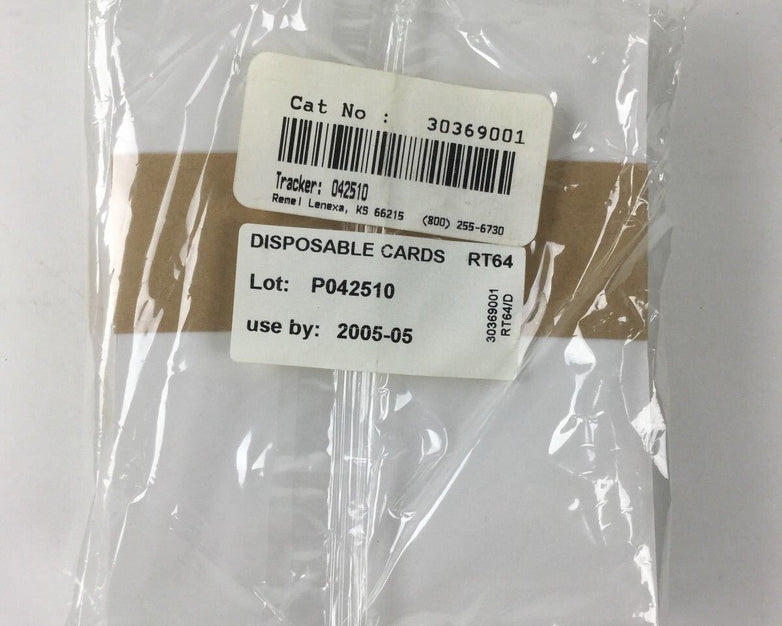 Cat No : 30369001
Tracker: 042510
Remel Lenexa, KS 66215 (800) 255-6730
DISPOSABLE CARDS RT64
Lot: P042510
use by: 2005-05
30369001
RT64/D